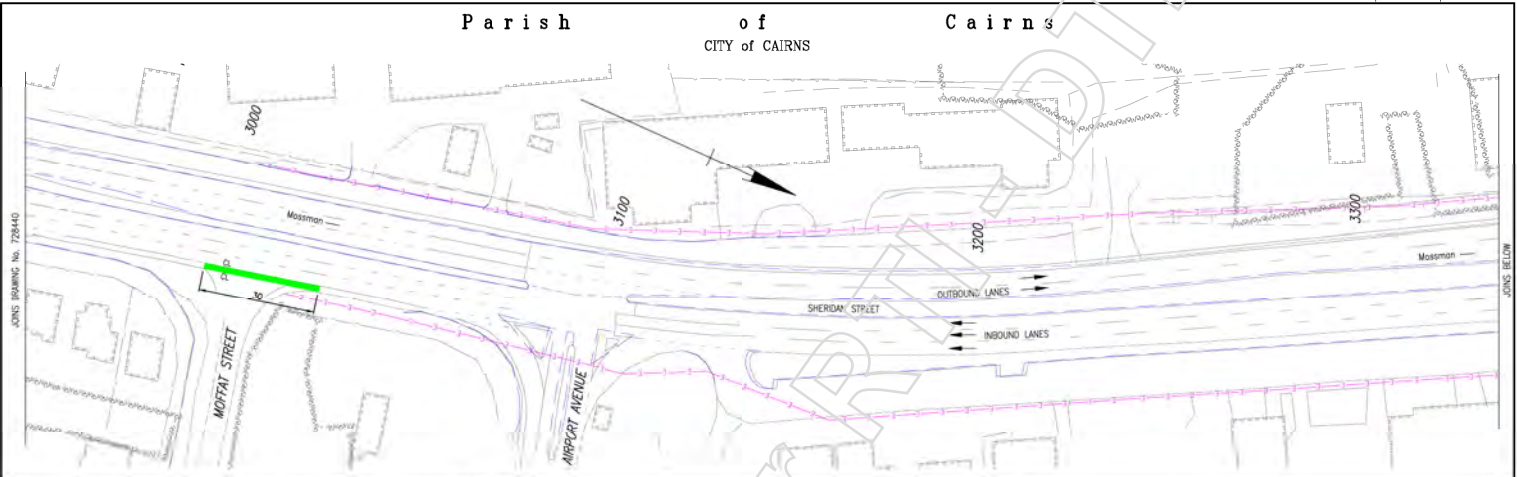 Parish of Cairns
CITY of CAIRNS
3000
3100
3200
3300
Mossman
Mossman
JOINS DRAWING No. 728440
JOINS BELOW
30
OUTBOUND LANES
SHERIDAN STREET
INBOUND LANES
MOFFAT STREET
AIRPORT AVENUE